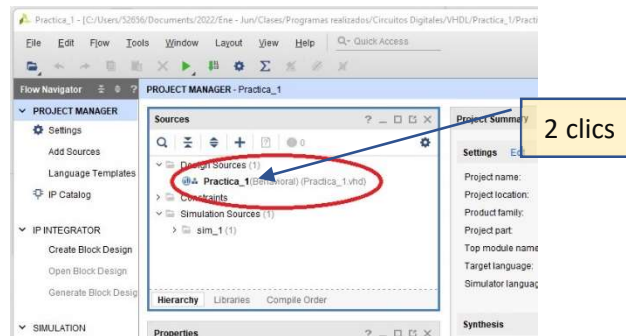 Practica_1 - [C:/Users/52656/Documents/2022/Ene - Jun/Clases/Programas realizados/Circuitos Digitales/VHDL/Practica_1/Practi
File Edit Flow Tools Window Layout View Help Q- Quick Access
Flow Navigator ? PROJECT MANAGER - Practica_1
PROJECT MANAGER
Settings
Add Sources
Language Templates
IP Catalog
IP INTEGRATOR
Create Block Design
Open Block Design
Generate Block Desig
SIMULATION
Sources ? _
0
Design Sources (1)
Practica_1(Behavioral) (Practica_1.vhd)
Constraints
Simulation Sources (1)
sim_1 (1)
Hierarchy Libraries Compile Order
Properties ? _
Project Summary
2 clics
Settings
Project name:
Project location:
Product family:
Project part:
Top module name
Target language:
Simulator languag
Synthesis